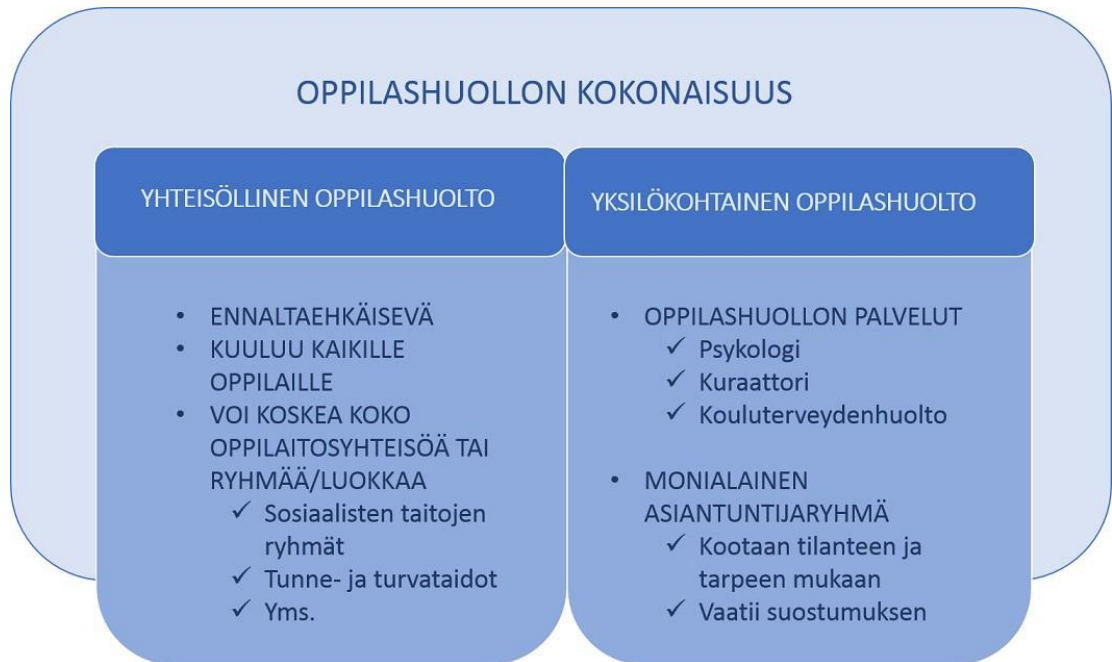 OPPILASHUOLLON KOKONAISUUS
YHTEISÖLLINEN OPPILASHUOLTO
• ENNALTAEHKÄISEVÄ
• KUULUU KAIKILLE
OPPILAILLE
• VOI KOSKEA KOKO
OPPILAITOSYHTEISÖÄ TAI
RYHMÄÄ/LUOKKAA
✓ Sosiaalisten taitojen
ryhmät
✓ Tunne- ja turvataidot
✓ Yms.
YKSILÖKOHTAINEN OPPILASHUOLTO
• OPPILASHUOLLON PALVELUT
✓ Psykologi
✓ Kuraattori
✓ Kouluterveydenhuolto
• MONIALAINEN
ASIANTUNTIJARYHMÄ
✓ Kootaan tilanteen ja
tarpeen mukaan
✓ Vaatii suostumuksen